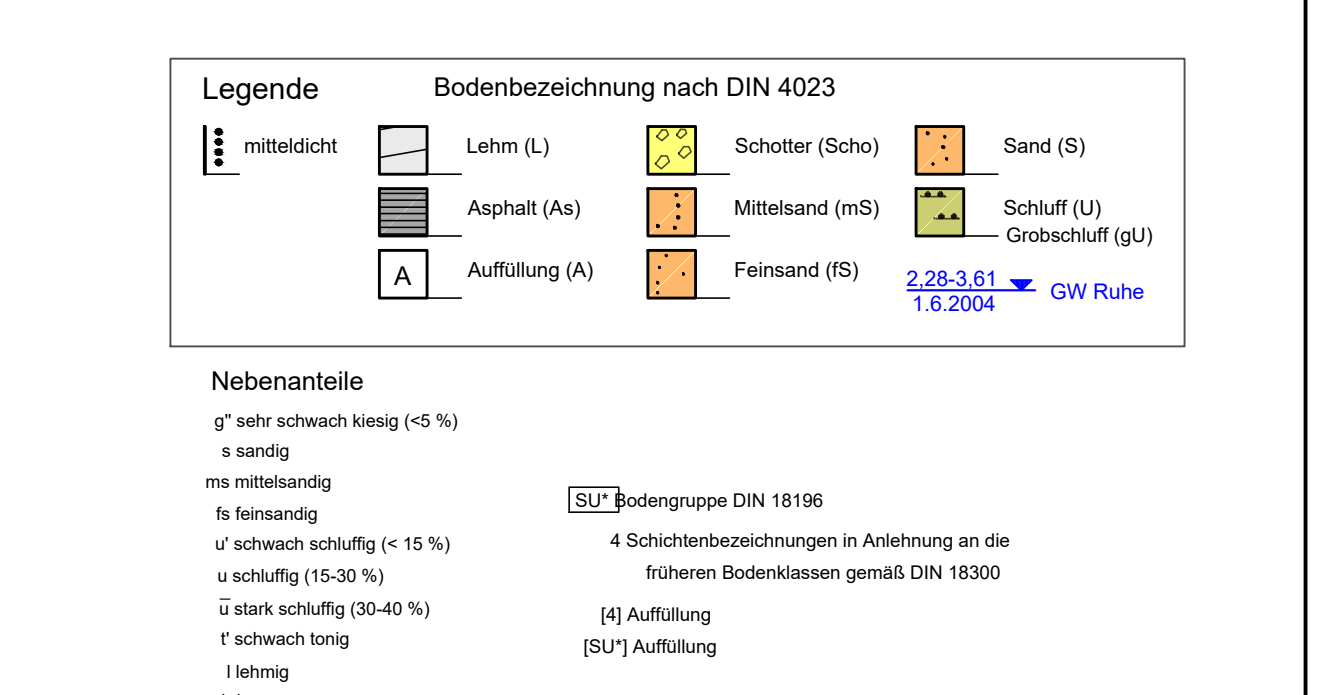 Legende Bodenbezeichnung nach DIN 4023
mitteldicht Lehm (L) Schotter (Scho) Sand (S)
Asphalt (As) Mittelsand (mS) Schluff (U)
Grobschluff (gU)
A Auffüllung (A) Feinsand (fS)
2,28-3,61 GW Ruhe
1.6.2004
Nebenanteile
g" sehr schwach kiesig (<5 %)
s sandig
ms mittelsandig
fs feinsandig
u' schwach schluffig (< 15 %)
u schluffig (15-30 %)
u̅ stark schluffig (30-40 %)
t' schwach tonig
l lehmig
SU* Bodengruppe DIN 18196
4 Schichtenbezeichnungen in Anlehnung an die
früheren Bodenklassen gemäß DIN 18300
[4] Auffüllung
[SU*] Auffüllung